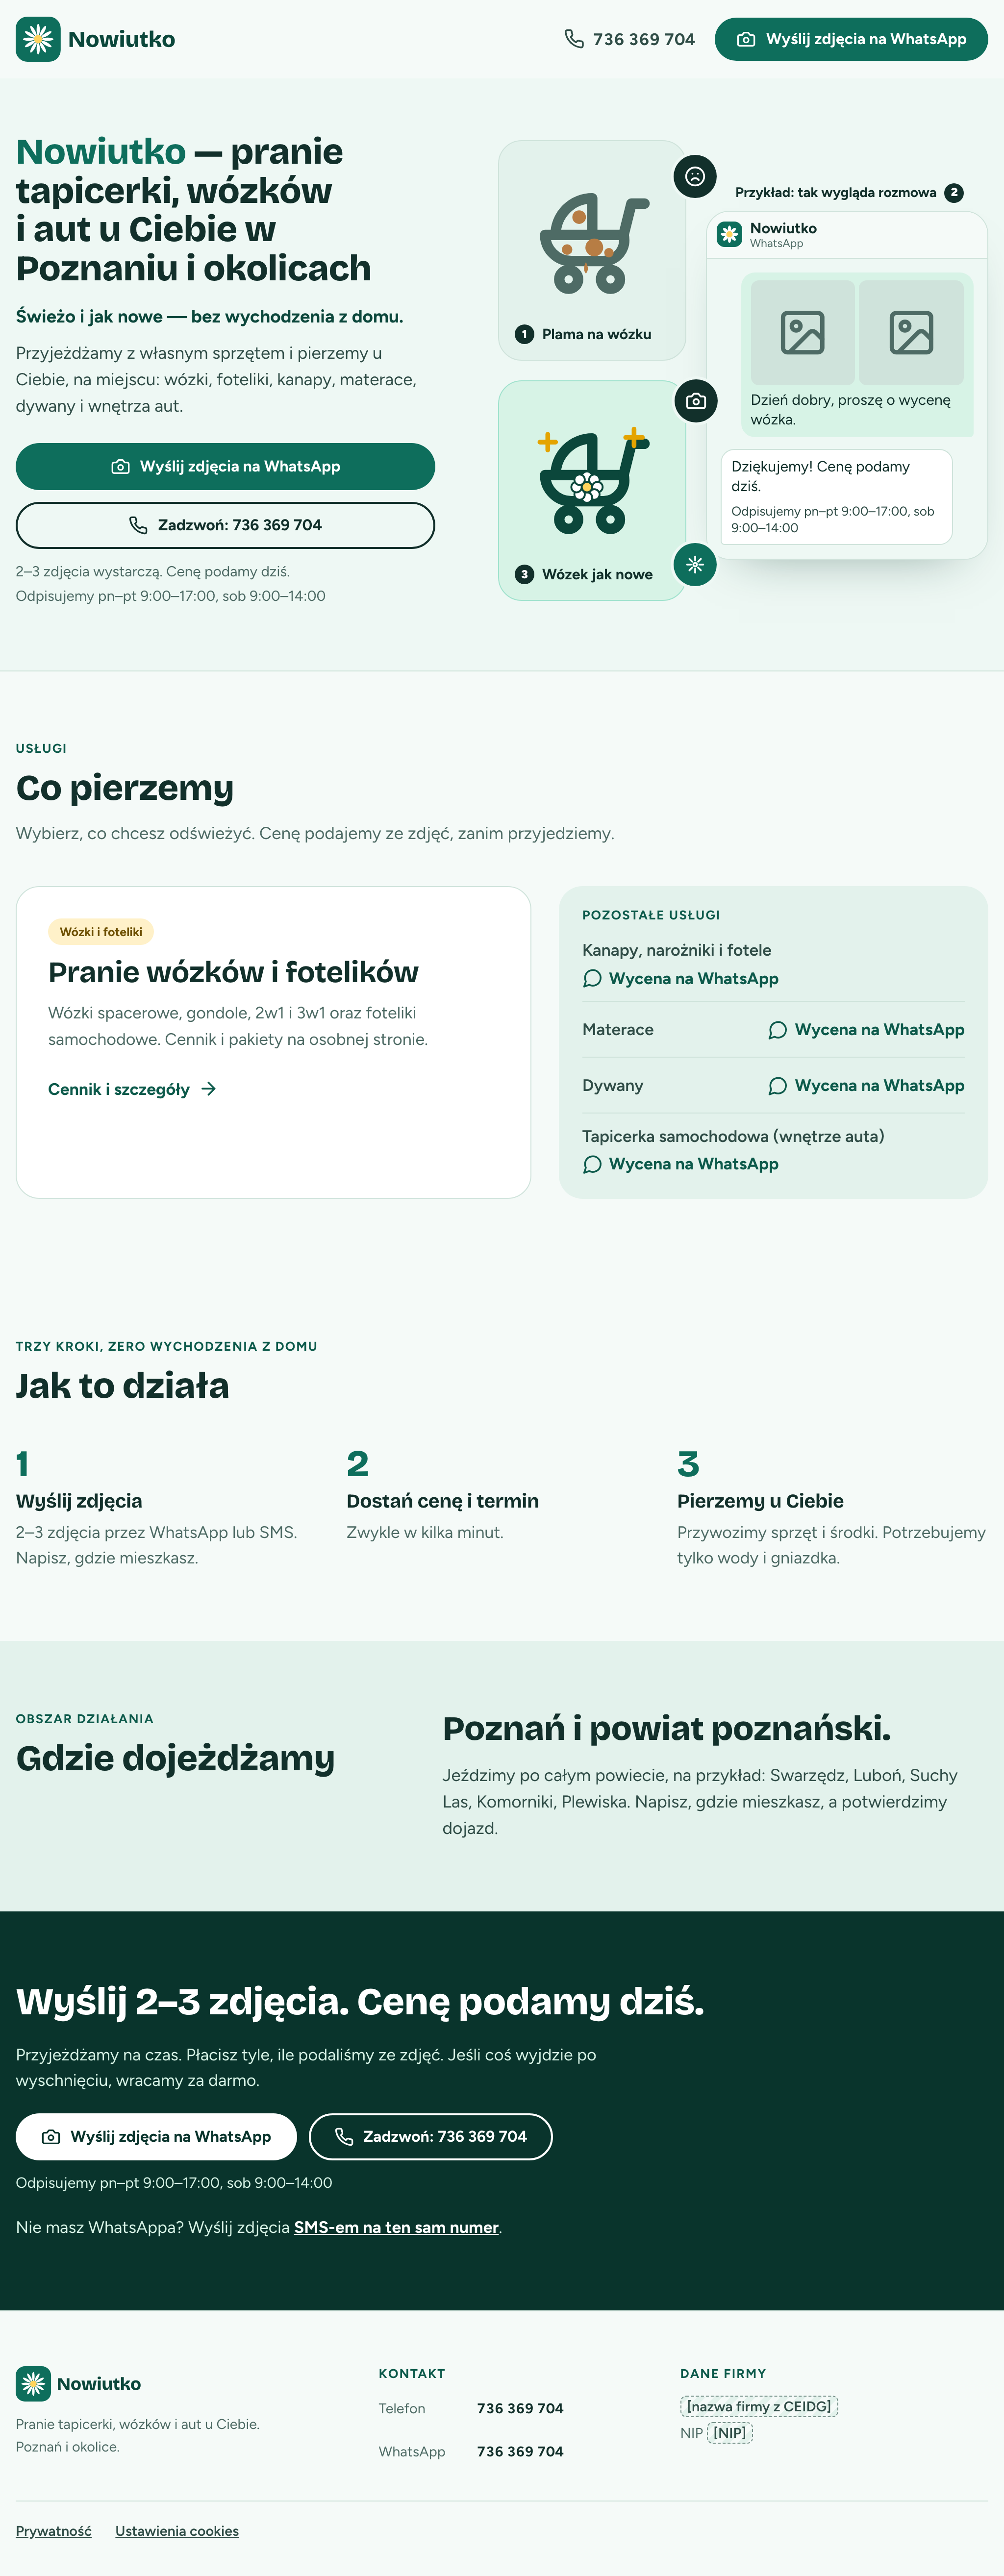 Nowiutko
736 369 704
Wyślij zdjęcia na WhatsApp
Nowiutko — pranie
tapicerki, wózków
i aut u Ciebie w
Poznaniu i okolicach
Świeżo i jak nowe — bez wychodzenia z domu.
Przyjeżdżamy z własnym sprzętem i pierzemy u
Ciebie, na miejscu: wózki, foteliki, kanapy, materace,
dywany i wnętrza aut.
Wyślij zdjęcia na WhatsApp
Zadzwoń: 736 369 704
2–3 zdjęcia wystarczą. Cenę podamy dziś.
Odpisujemy pn–pt 9:00–17:00, sob 9:00–14:00
1 Plama na wózku
Przykład: tak wygląda rozmowa 2
Nowiutko
WhatsApp
Dzień dobry, proszę o wycenę
wózka.
Dziękujemy! Cenę podamy
dziś.
Odpisujemy pn–pt 9:00–17:00, sob
9:00–14:00
3 Wózek jak nowe
USŁUGI
Co pierzemy
Wybierz, co chcesz odświeżyć. Cenę podajemy ze zdjęć, zanim przyjedziemy.
Wózki i foteliki
Pranie wózków i fotelików
Wózki spacerowe, gondole, 2w1 i 3w1 oraz foteliki
samochodowe. Cennik i pakiety na osobnej stronie.
Cennik i szczegóły
POZOSTAŁE USŁUGI
Kanapy, narożniki i fotele
Wycena na WhatsApp
Materace
Wycena na WhatsApp
Dywany
Wycena na WhatsApp
Tapicerka samochodowa (wnętrze auta)
Wycena na WhatsApp
TRZY KROKI, ZERO WYCHODZENIA Z DOMU
Jak to działa
1
Wyślij zdjęcia
2–3 zdjęcia przez WhatsApp lub SMS.
Napisz, gdzie mieszkasz.
2
Dostań cenę i termin
Zwykle w kilka minut.
3
Pierzemy u Ciebie
Przywozimy sprzęt i środki. Potrzebujemy
tylko wody i gniazdka.
OBSZAR DZIAŁANIA
Gdzie dojeżdżamy
Poznań i powiat poznański.
Jeździmy po całym powiecie, na przykład: Swarzędz, Luboń, Suchy
Las, Komorniki, Plewiska. Napisz, gdzie mieszkasz, a potwierdzimy
dojazd.
Wyślij 2–3 zdjęcia. Cenę podamy dziś.
Przyjeżdżamy na czas. Płacisz tyle, ile podaliśmy ze zdjęć. Jeśli coś wyjdzie po
wyschnięciu, wracamy za darmo.
Wyślij zdjęcia na WhatsApp
Zadzwoń: 736 369 704
Odpisujemy pn–pt 9:00–17:00, sob 9:00–14:00
Nie masz WhatsAppa? Wyślij zdjęcia SMS-em na ten sam numer.
Nowiutko
Pranie tapicerki, wózków i aut u Ciebie.
Poznań i okolice.
KONTAKT
Telefon 736 369 704
WhatsApp 736 369 704
DANE FIRMY
[nazwa firmy z CEIDG]
NIP [NIP]
Prywatność
Ustawienia cookies